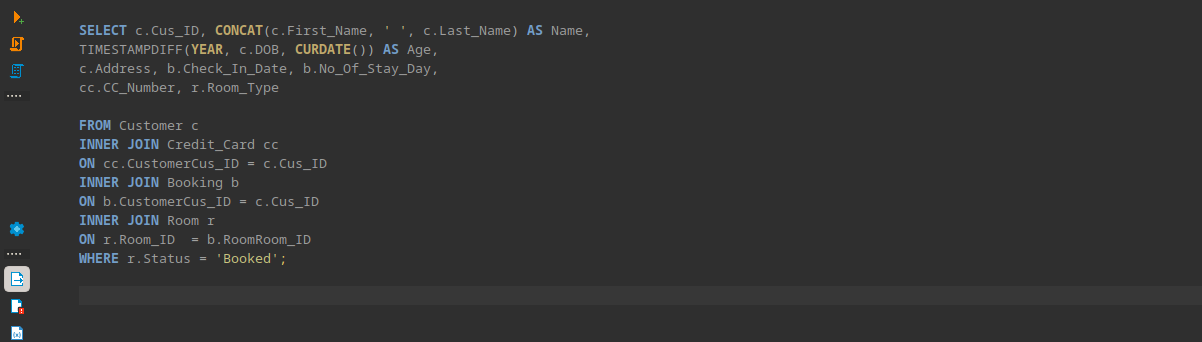 SELECT c.Cus_ID, CONCAT(c.First_Name, ' ', c.Last_Name) AS Name,
TIMESTAMPDIFF(YEAR, c.DOB, CURDATE()) AS Age,
c.Address, b.Check_In_Date, b.No_Of_Stay_Day,
cc.CC_Number, r.Room_Type
FROM Customer c
INNER JOIN Credit_Card cc
ON cc.CustomerCus_ID = c.Cus_ID
INNER JOIN Booking b
ON b.CustomerCus_ID = c.Cus_ID
INNER JOIN Room r
ON r.Room_ID  = b.RoomRoom_ID
WHERE r.Status = 'Booked';